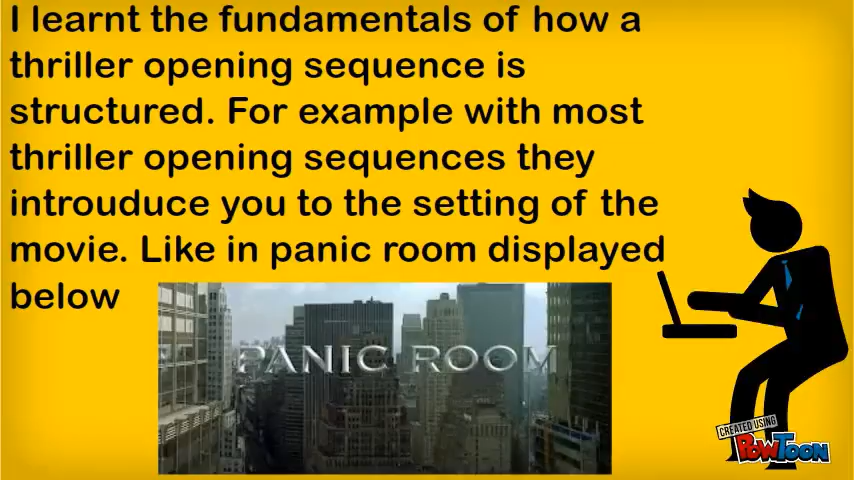 I learnt the fundamentals of how a
thriller opening sequence is
structured. For example with most
thriller opening sequences they
introuduce you to the setting of the
movie. Like in panic room displayed
below
PANIC ROOM
CREATED USING
POWTOON